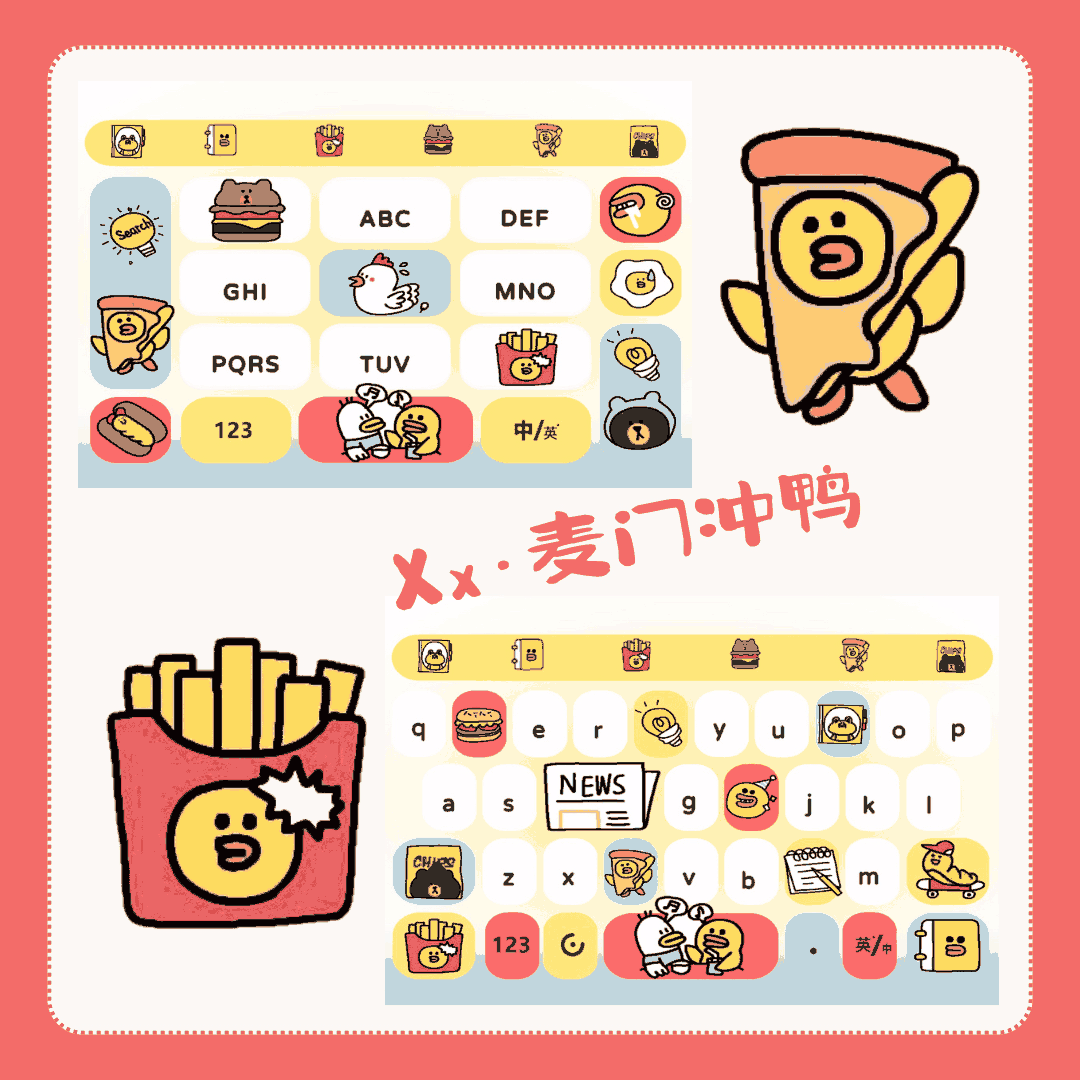 Search
ABC
DEF
GHI
MNO
PQRS
TUV
123
中/英
CHIPS
Xx·麦门冲鸭
CHIPS
q
e
r
y
u
o
p
a
s
NEWS
g
j
k
l
CHIPS
z
x
v
b
m
123
.
英/中